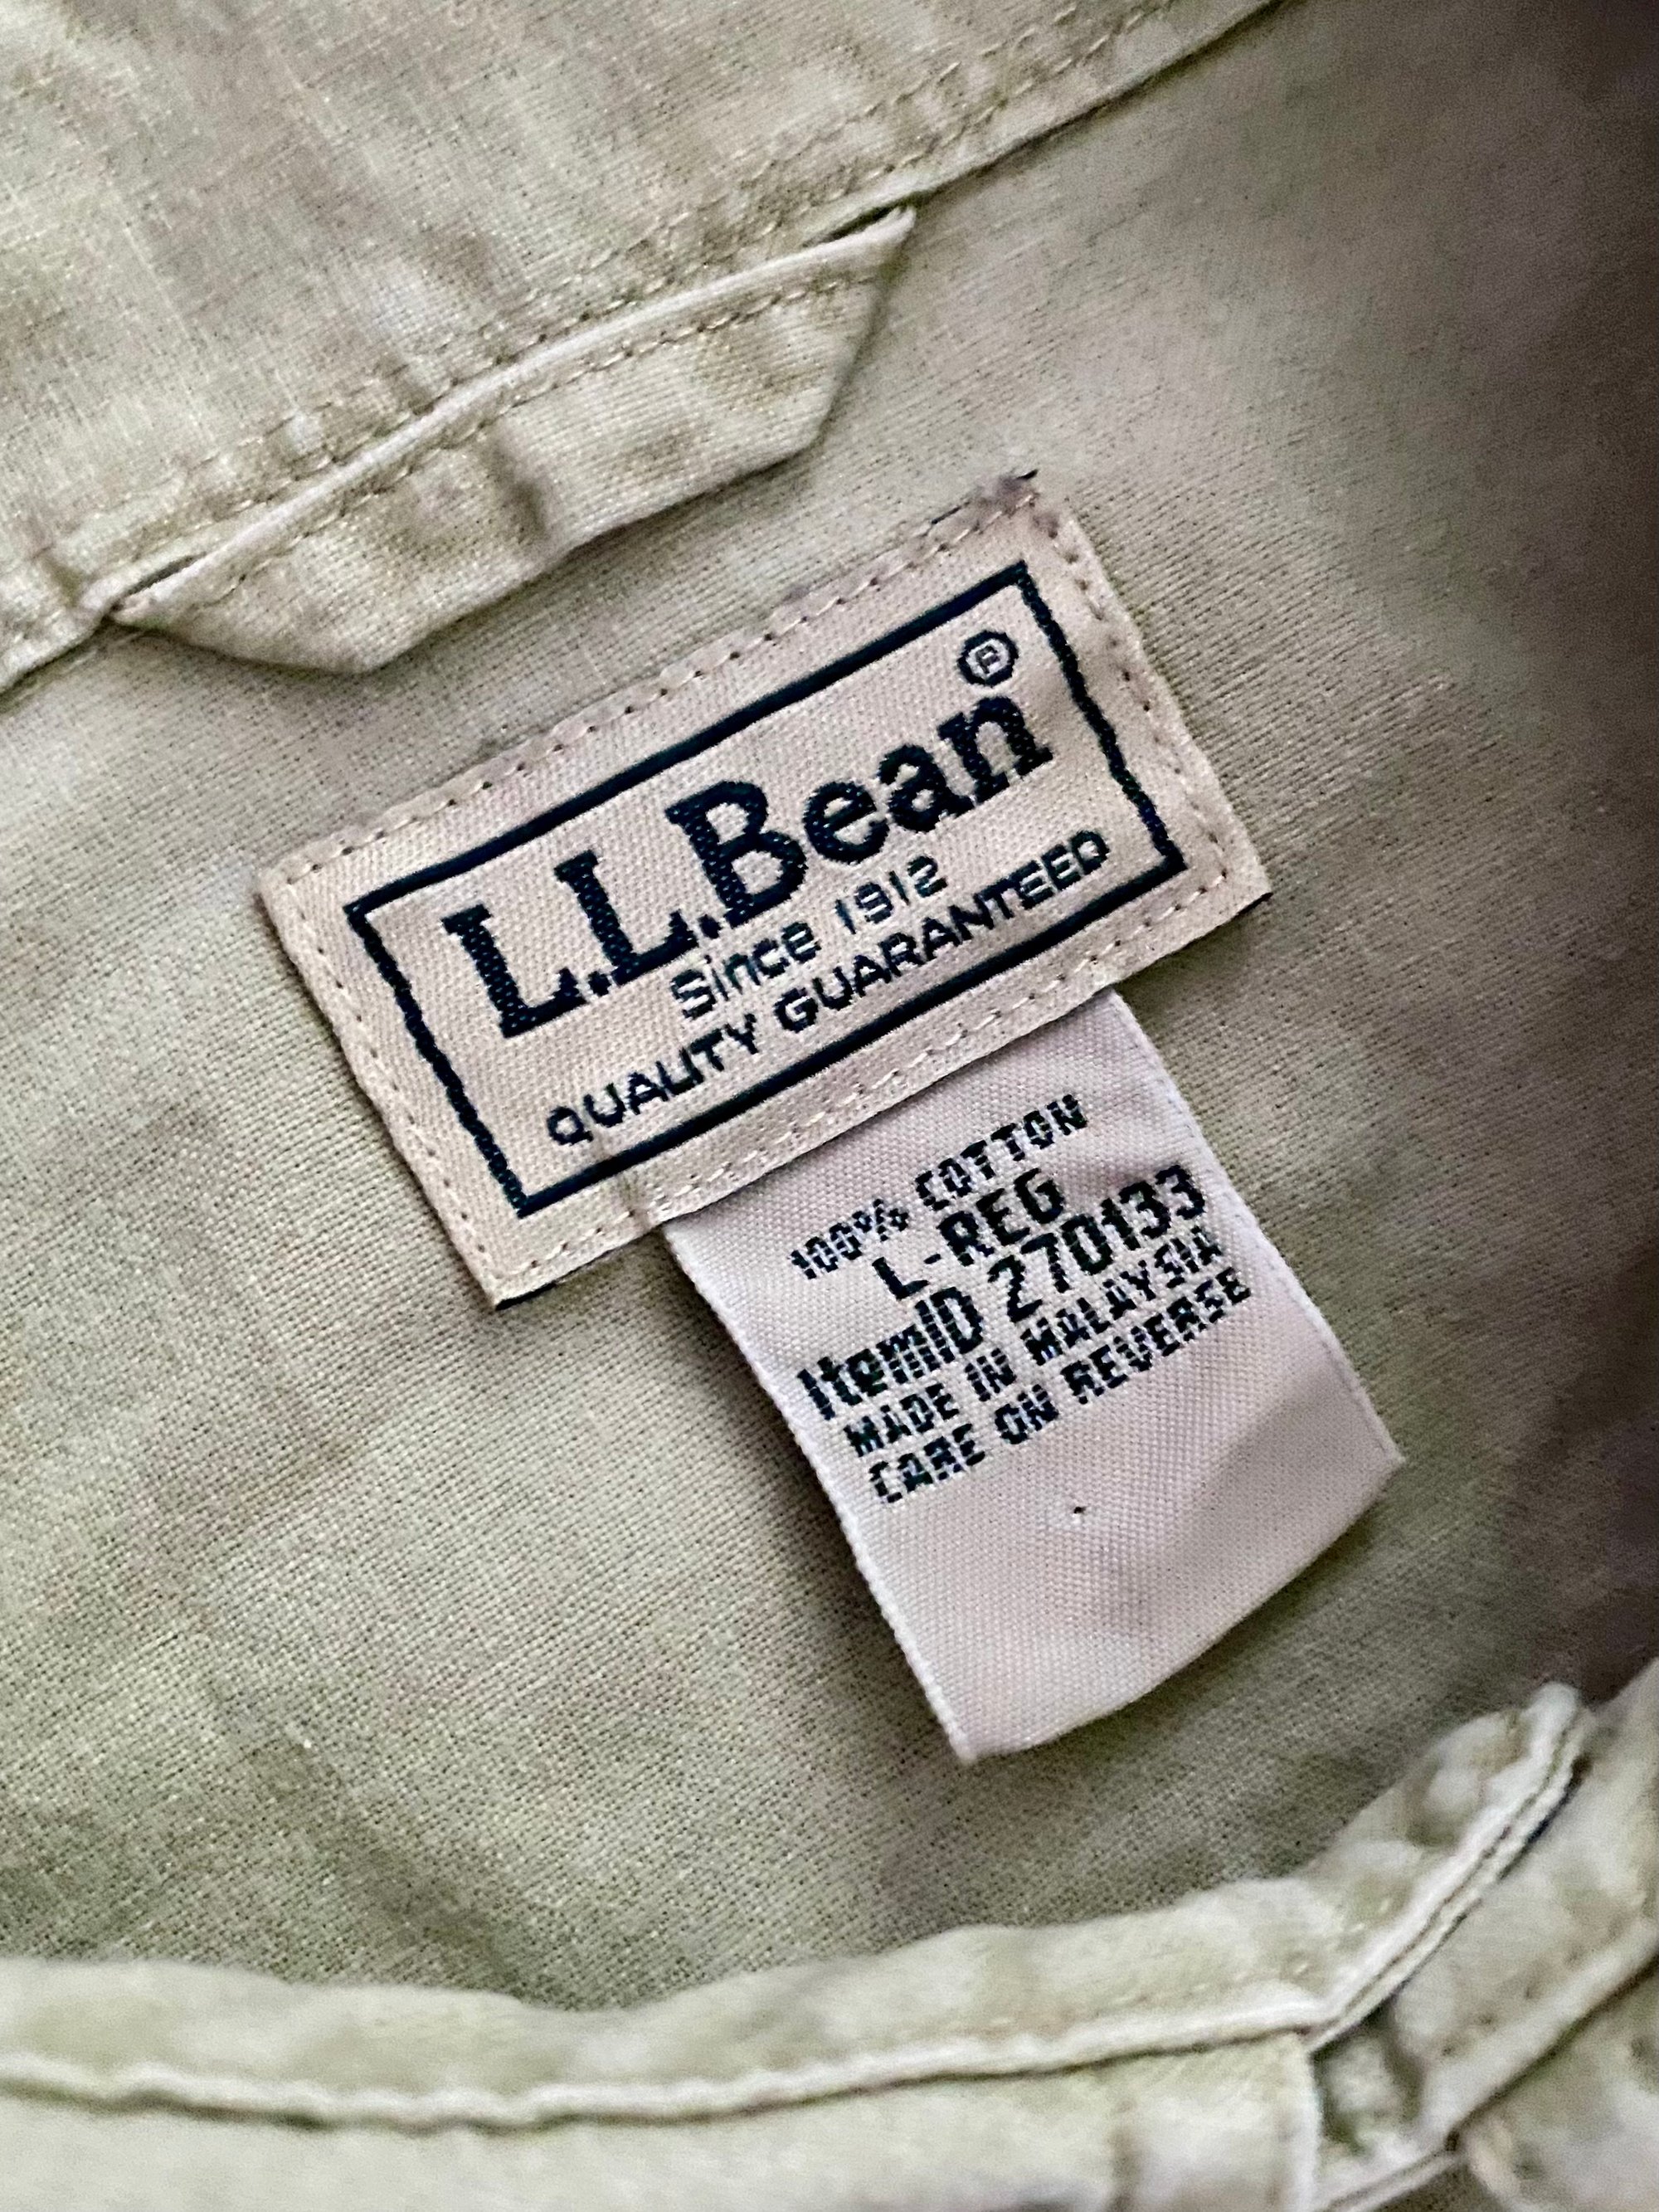 L.L.Bean®
Since 1912
QUALITY GUARANTEED
100% COTTON
L-REG
ItemID 270133
MADE IN MALAYSIA
CARE ON REVERSE